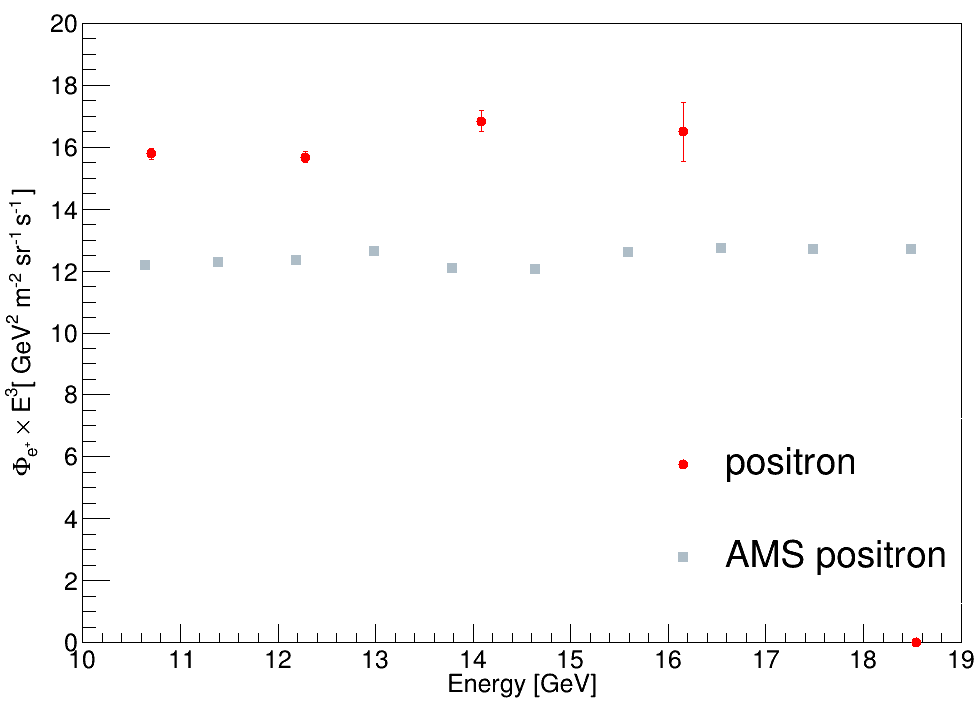 20
18
16
14
12
10
8
6
4
2
0
Φe⁺ × E³[ GeV² m⁻² sr⁻¹ s⁻¹]
positron
AMS positron
10 11 12 13 14 15 16 17 18 19
Energy [GeV]